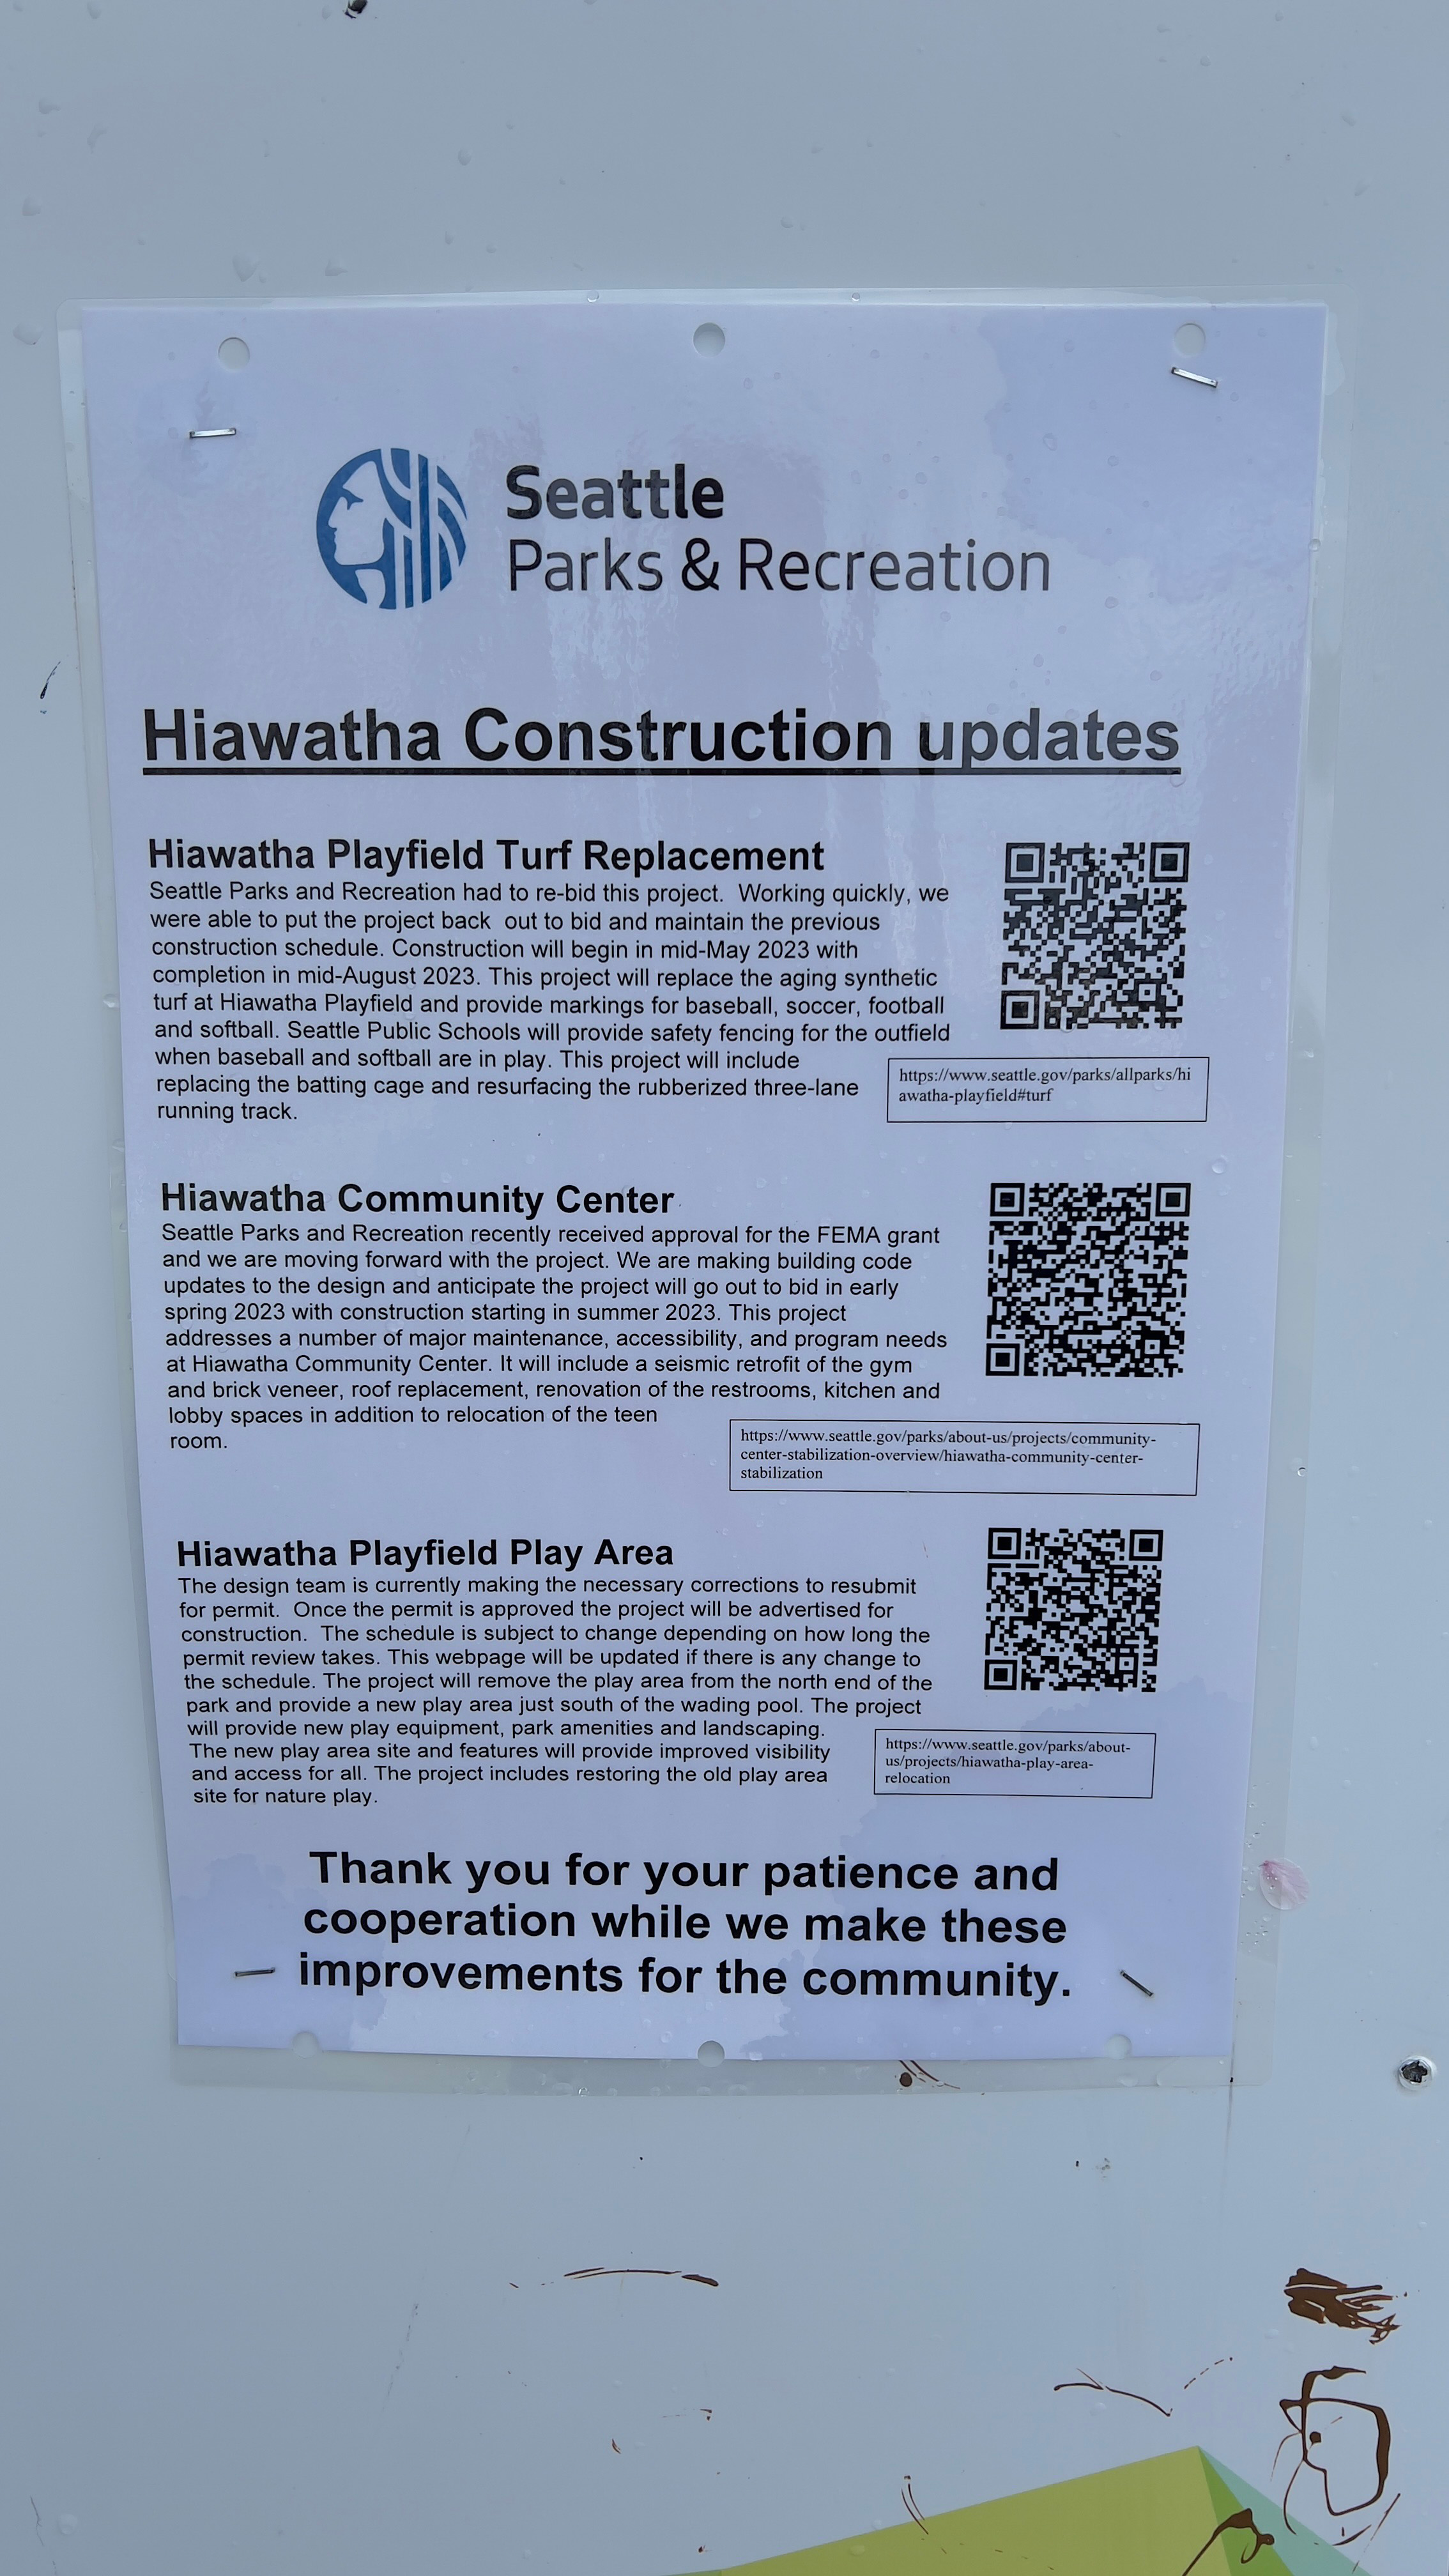 Seattle
Parks & Recreation
Hiawatha Construction updates
Hiawatha Playfield Turf Replacement
Seattle Parks and Recreation had to re-bid this project. Working quickly, we
were able to put the project back out to bid and maintain the previous
construction schedule. Construction will begin in mid-May 2023 with
completion in mid-August 2023. This project will replace the aging synthetic
turf at Hiawatha Playfield and provide markings for baseball, soccer, football
and softball. Seattle Public Schools will provide safety fencing for the outfield
when baseball and softball are in play. This project will include
replacing the batting cage and resurfacing the rubberized three-lane
running track.
https://www.seattle.gov/parks/allparks/hi
awatha-playfield#turf
Hiawatha Community Center
Seattle Parks and Recreation recently received approval for the FEMA grant
and we are moving forward with the project. We are making building code
updates to the design and anticipate the project will go out to bid in early
spring 2023 with construction starting in summer 2023. This project
addresses a number of major maintenance, accessibility, and program needs
at Hiawatha Community Center. It will include a seismic retrofit of the gym
and brick veneer, roof replacement, renovation of the restrooms, kitchen and
lobby spaces in addition to relocation of the teen
room.
https://www.seattle.gov/parks/about-us/projects/community-
center-stabilization-overview/hiawatha-community-center-
stabilization
Hiawatha Playfield Play Area
The design team is currently making the necessary corrections to resubmit
for permit. Once the permit is approved the project will be advertised for
construction. The schedule is subject to change depending on how long the
permit review takes. This webpage will be updated if there is any change to
the schedule. The project will remove the play area from the north end of the
park and provide a new play area just south of the wading pool. The project
will provide new play equipment, park amenities and landscaping.
The new play area site and features will provide improved visibility
and access for all. The project includes restoring the old play area
site for nature play.
https://www.seattle.gov/parks/about-
us/projects/hiawatha-play-area-
relocation
Thank you for your patience and
cooperation while we make these
improvements for the community.